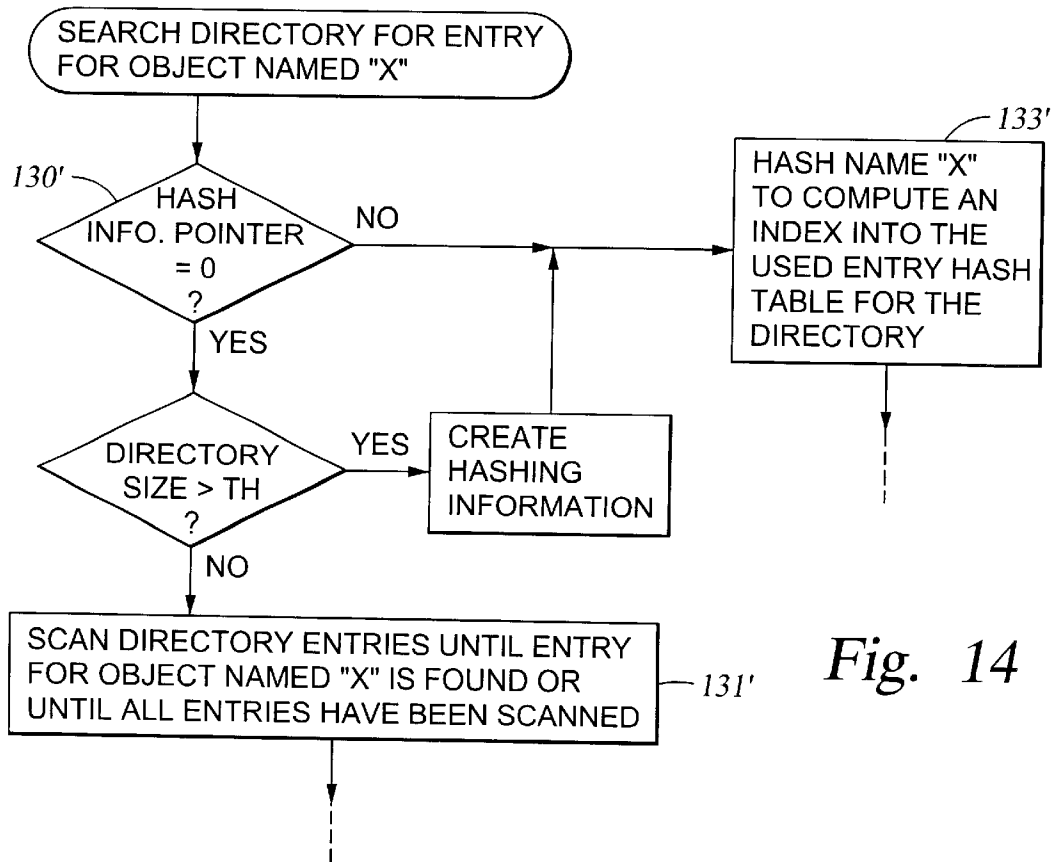 SEARCH DIRECTORY FOR ENTRY
FOR OBJECT NAMED "X"
130'
HASH
INFO. POINTER
= 0
?
NO
YES
133'
HASH NAME "X"
TO COMPUTE AN
INDEX INTO THE
USED ENTRY HASH
TABLE FOR THE
DIRECTORY
DIRECTORY
SIZE > TH
?
YES
NO
CREATE
HASHING
INFORMATION
SCAN DIRECTORY ENTRIES UNTIL ENTRY
FOR OBJECT NAMED "X" IS FOUND OR
UNTIL ALL ENTRIES HAVE BEEN SCANNED
131'
Fig. 14